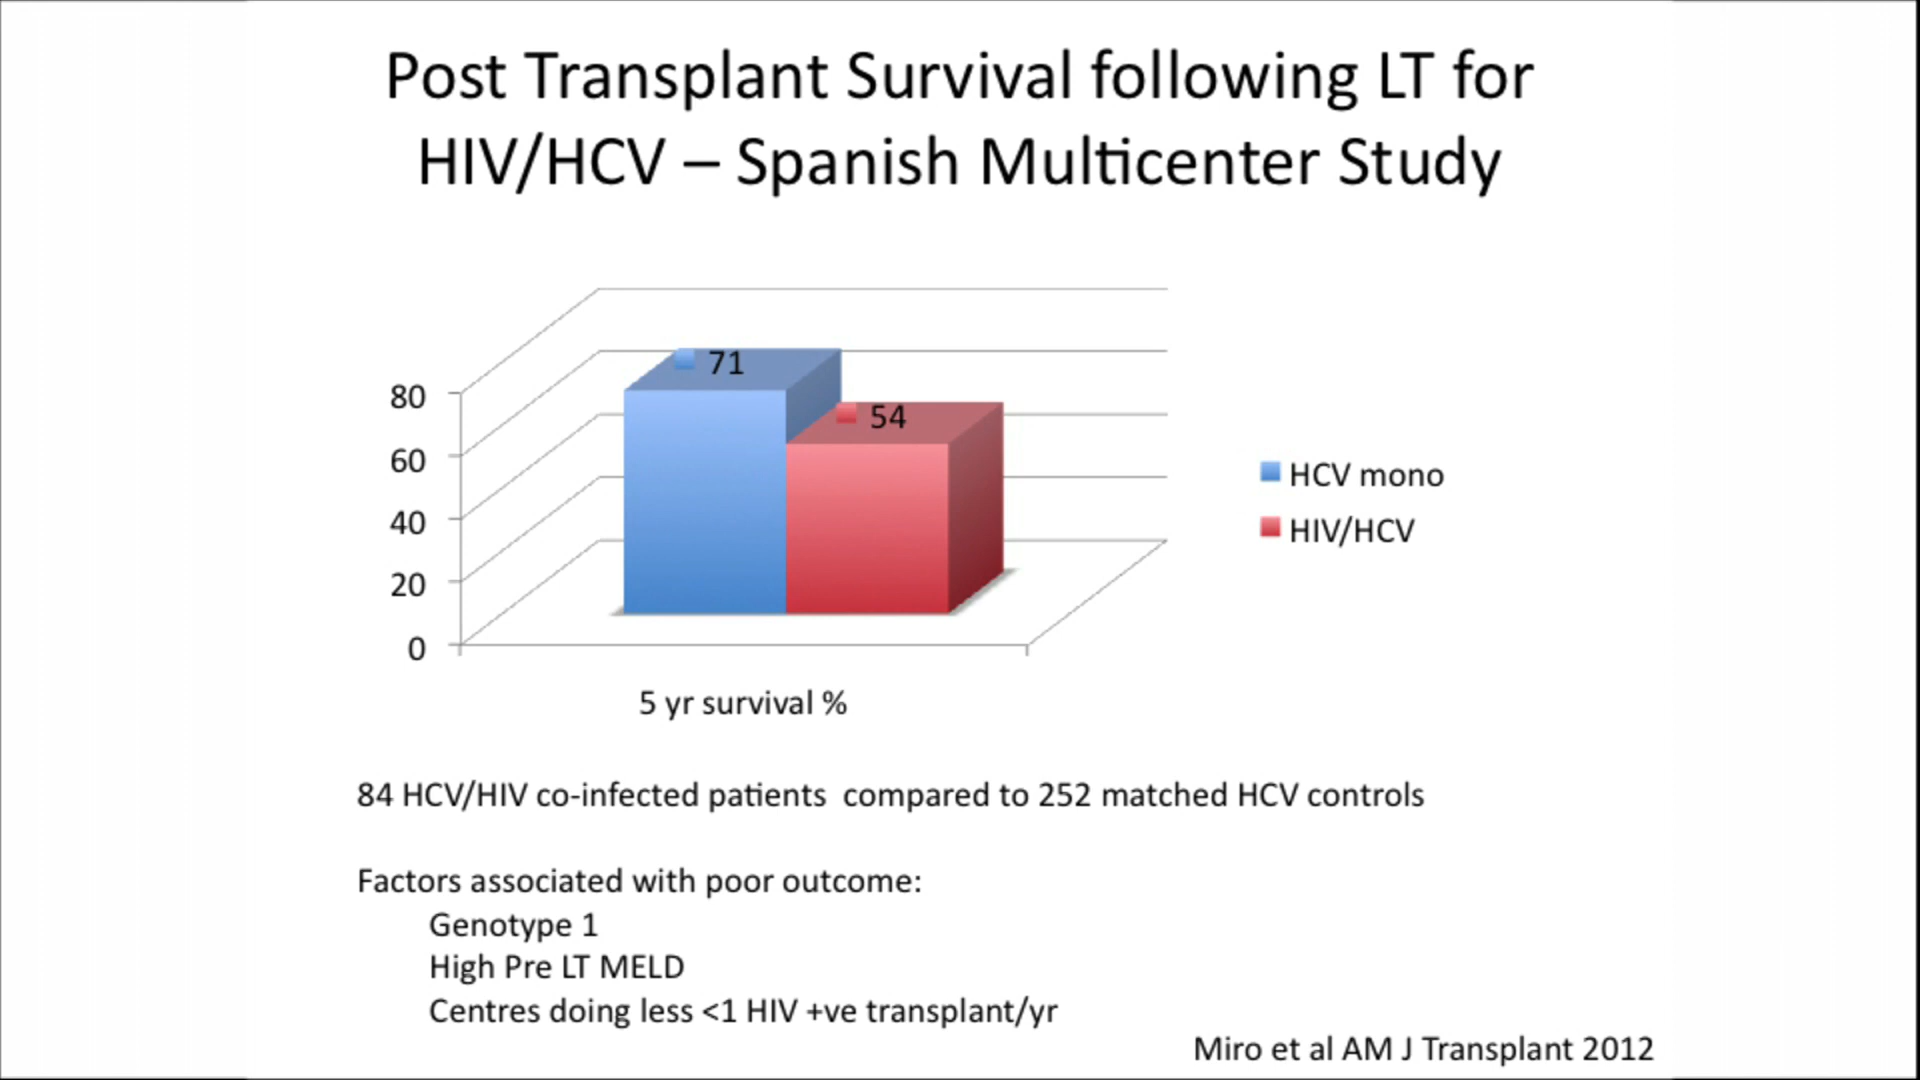 Post Transplant Survival following LT for
HIV/HCV – Spanish Multicenter Study
71
54
80
60
40
20
0
5 yr survival %
HCV mono
HIV/HCV
84 HCV/HIV co-infected patients  compared to 252 matched HCV controls
Factors associated with poor outcome:
Genotype 1
High Pre LT MELD
Centres doing less <1 HIV +ve transplant/yr
Miro et al AM J Transplant 2012